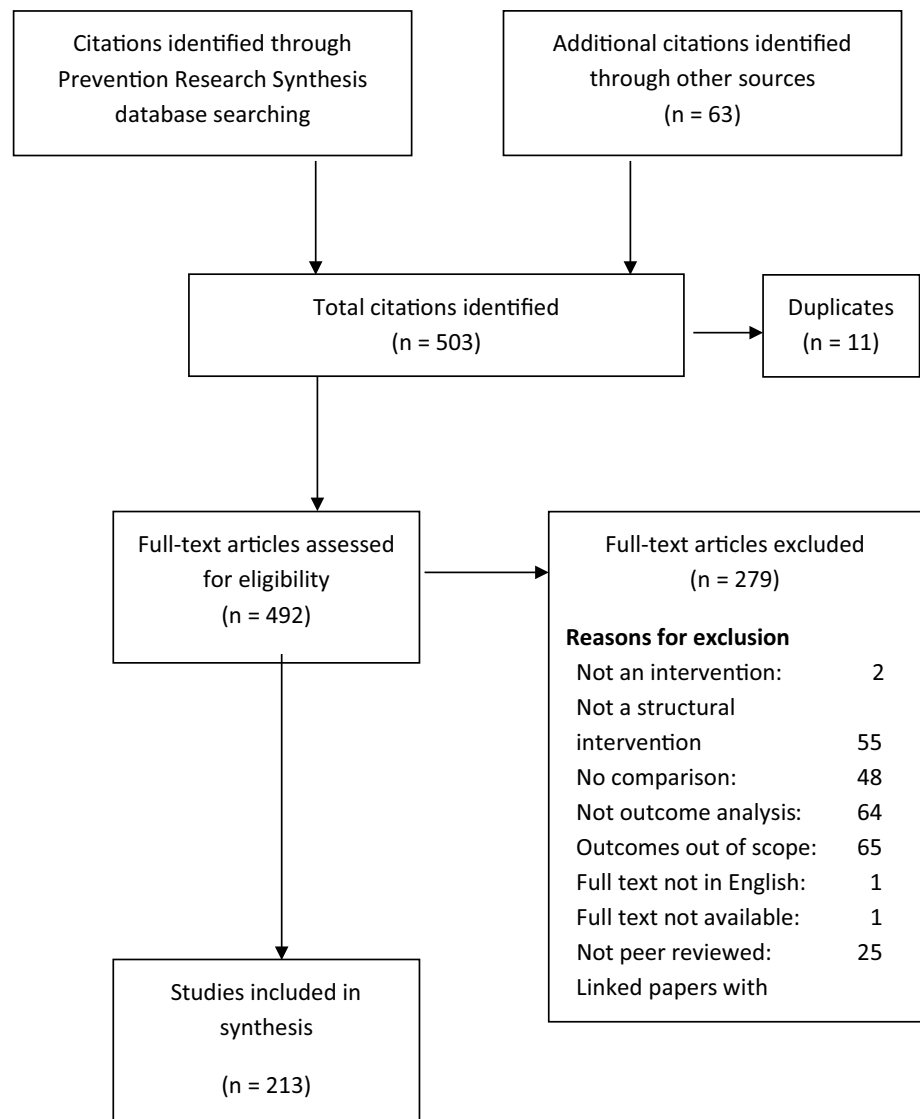 Citations identified through
Prevention Research Synthesis
database searching
Additional citations identified
through other sources
(n = 63)
Total citations identified
(n = 503)
Duplicates
(n = 11)
Full-text articles assessed
for eligibility
(n = 492)
Full-text articles excluded
(n = 279)
Reasons for exclusion
Not an intervention: 2
Not a structural
intervention 55
No comparison: 48
Not outcome analysis: 64
Outcomes out of scope: 65
Full text not in English: 1
Full text not available: 1
Not peer reviewed: 25
Linked papers with
Studies included in
synthesis
(n = 213)